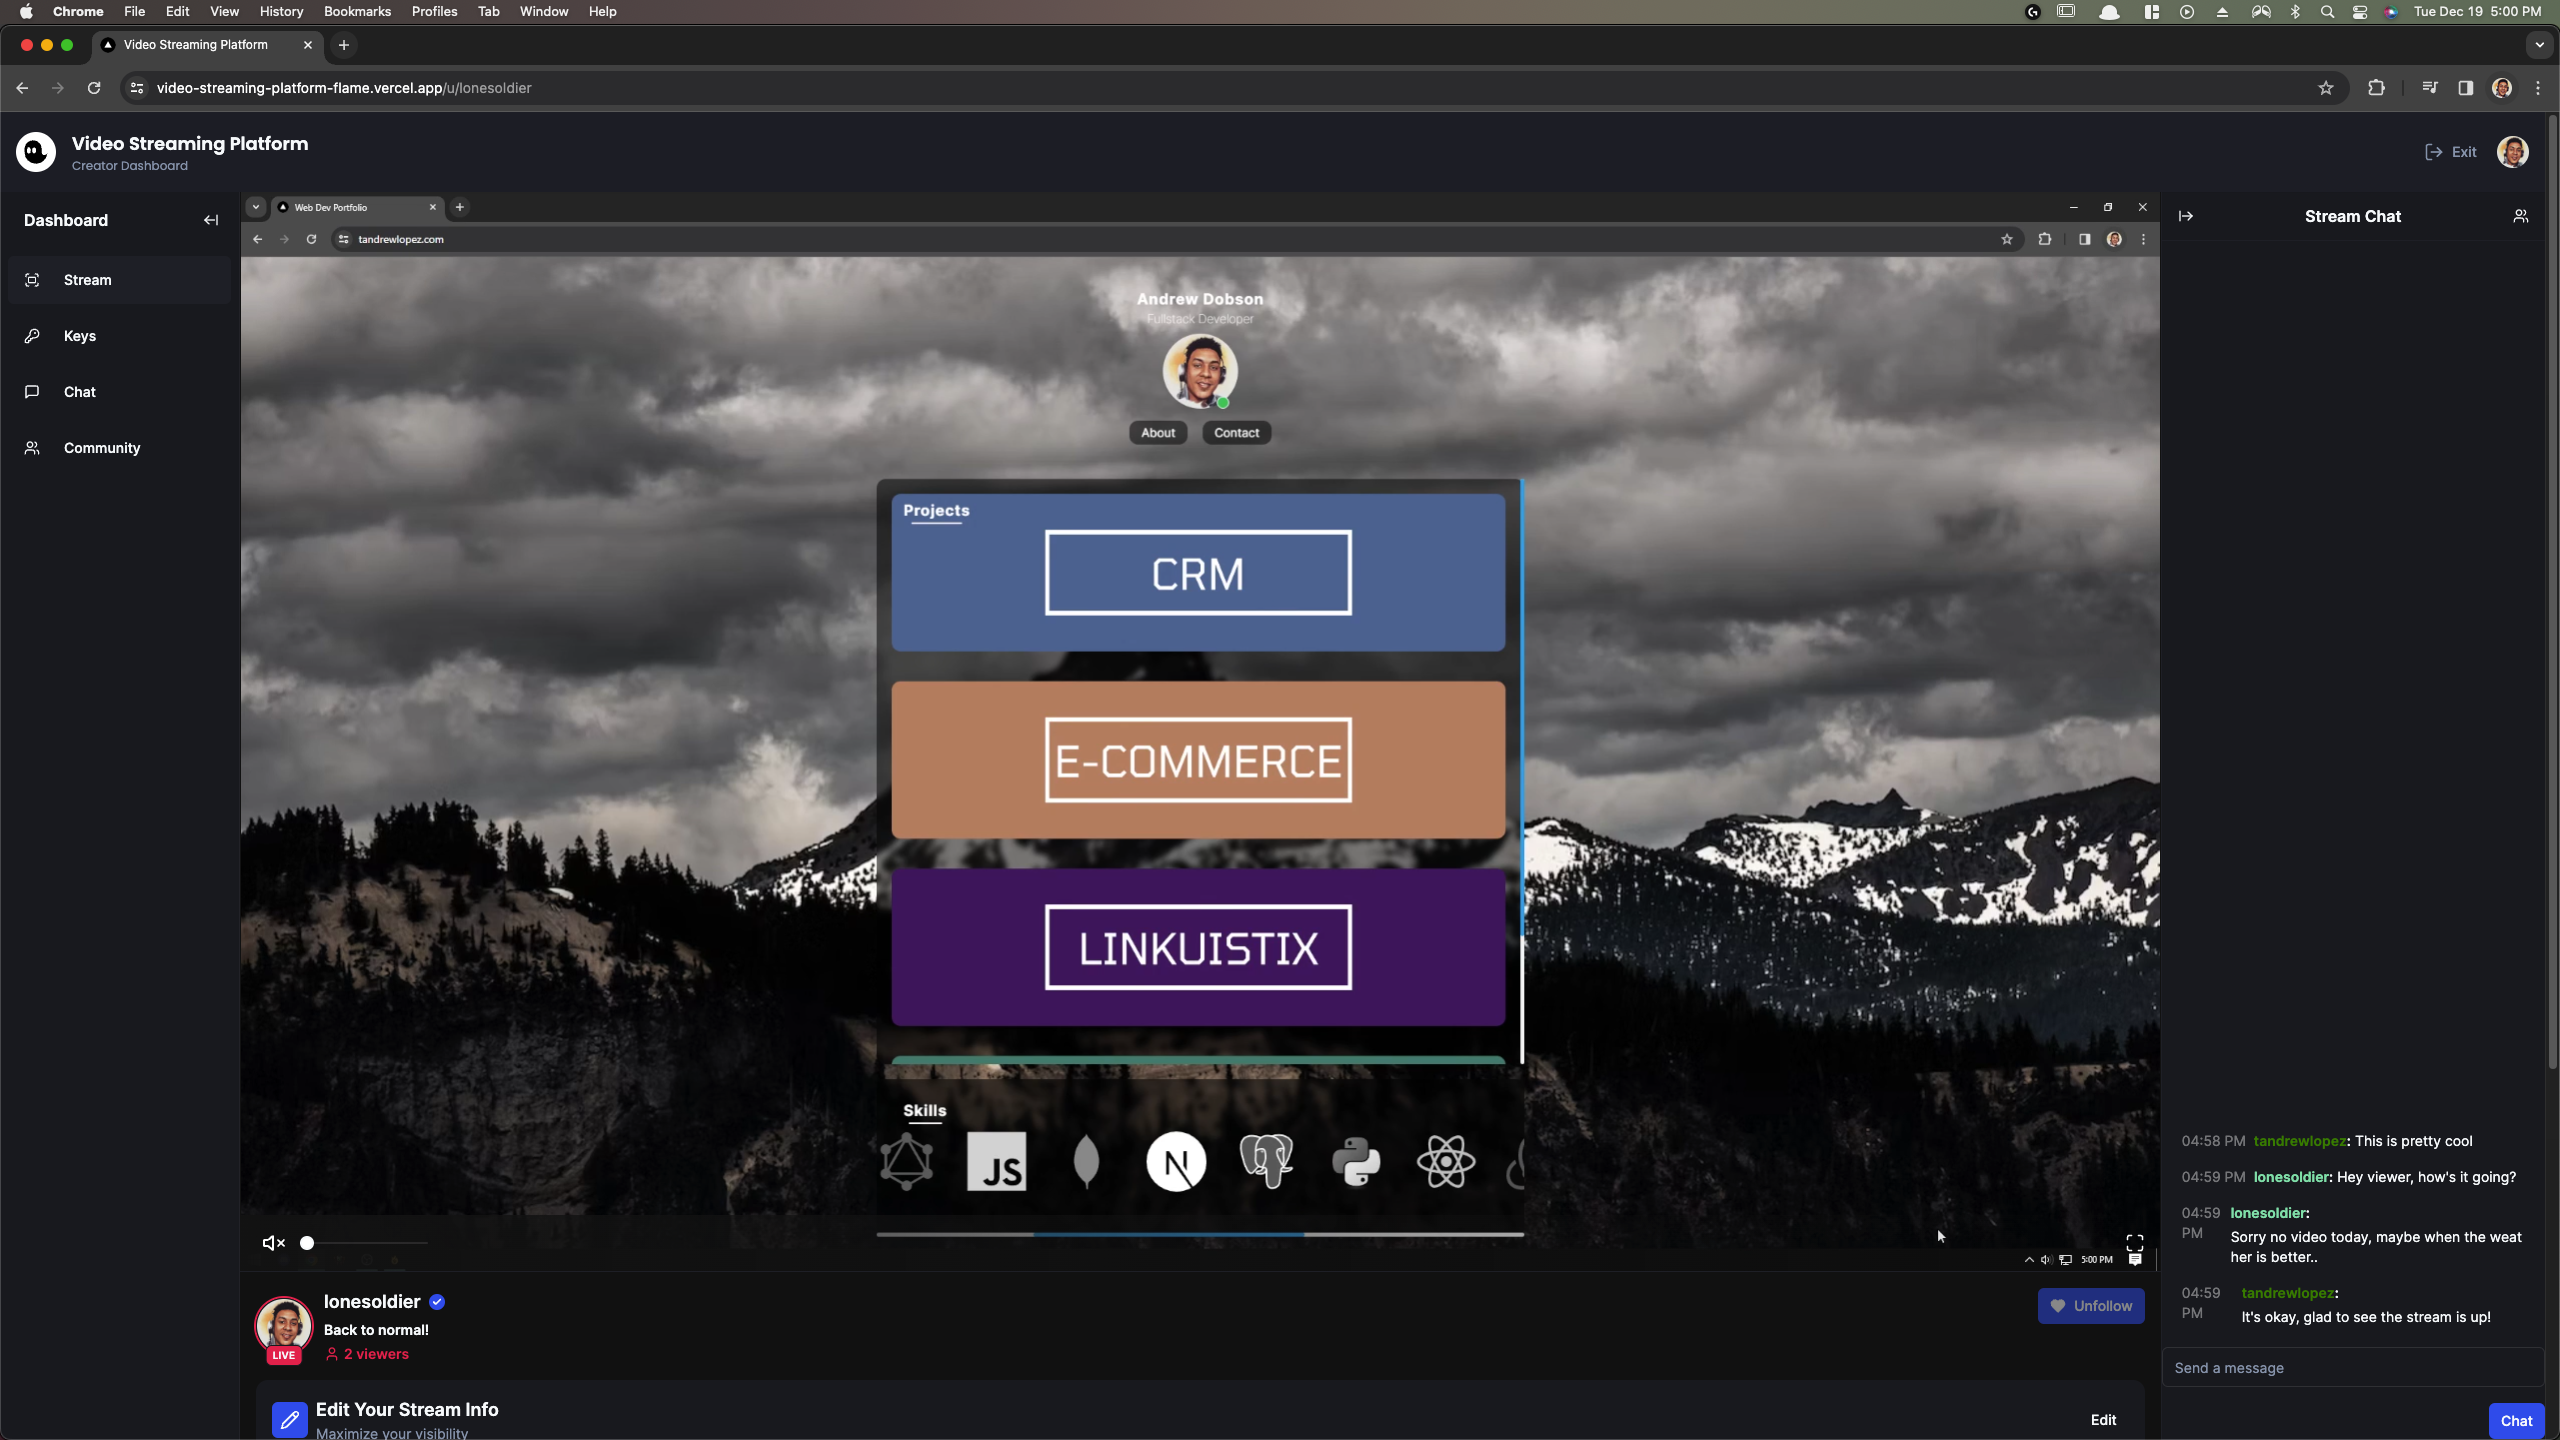 Chrome File Edit View History Bookmarks Profiles Tab Window Help
Tue Dec 19 5:00 PM
Video Streaming Platform
video-streaming-platform-flame.vercel.app/u/lonesoldier
Video Streaming Platform
Creator Dashboard
Exit
Dashboard
Stream
Keys
Chat
Community
Web Dev Portfolio
tandrewlopez.com
Andrew Dobson
Fullstack Developer
About Contact
Projects
CRM
E-COMMERCE
LINKUISTIX
Skills
JS
N
5:00 PM
lonesoldier
Back to normal!
LIVE
2 viewers
Unfollow
Edit Your Stream Info
Maximize your visibility
Edit
Stream Chat
04:58 PM tandrewlopez: This is pretty cool
04:59 PM lonesoldier: Hey viewer, how's it going?
04:59 PM lonesoldier:
Sorry no video today, maybe when the weat
her is better..
04:59 PM tandrewlopez:
It's okay, glad to see the stream is up!
Send a message
Chat